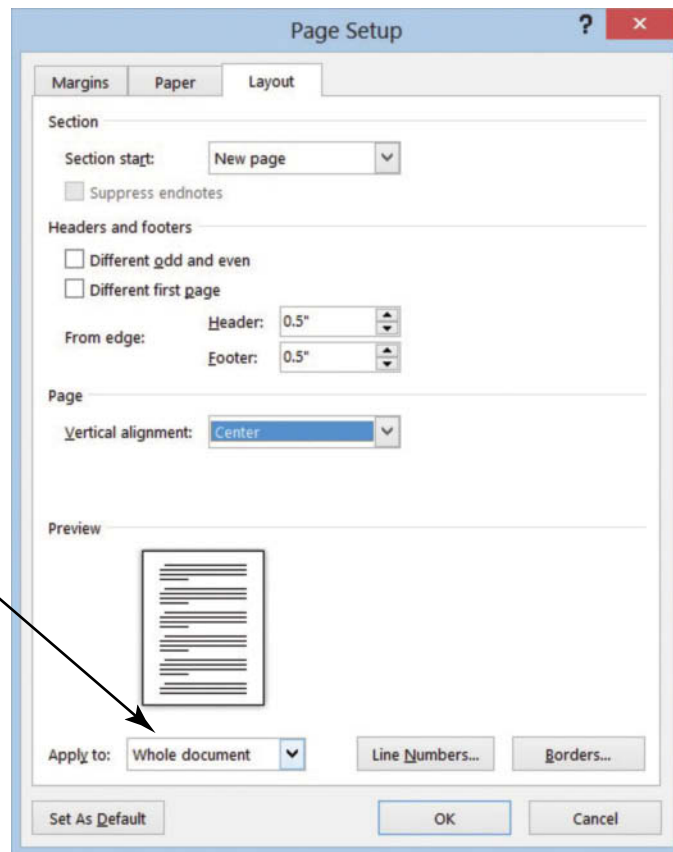 Page Setup ? ×
Margins Paper Layout
Section
Section start: New page
Suppress endnotes
Headers and footers
Different odd and even
Different first page
Header: 0.5"
From edge:
Footer: 0.5"
Page
Vertical alignment: Center
Preview
Apply to: Whole document Line Numbers... Borders...
Set As Default OK Cancel